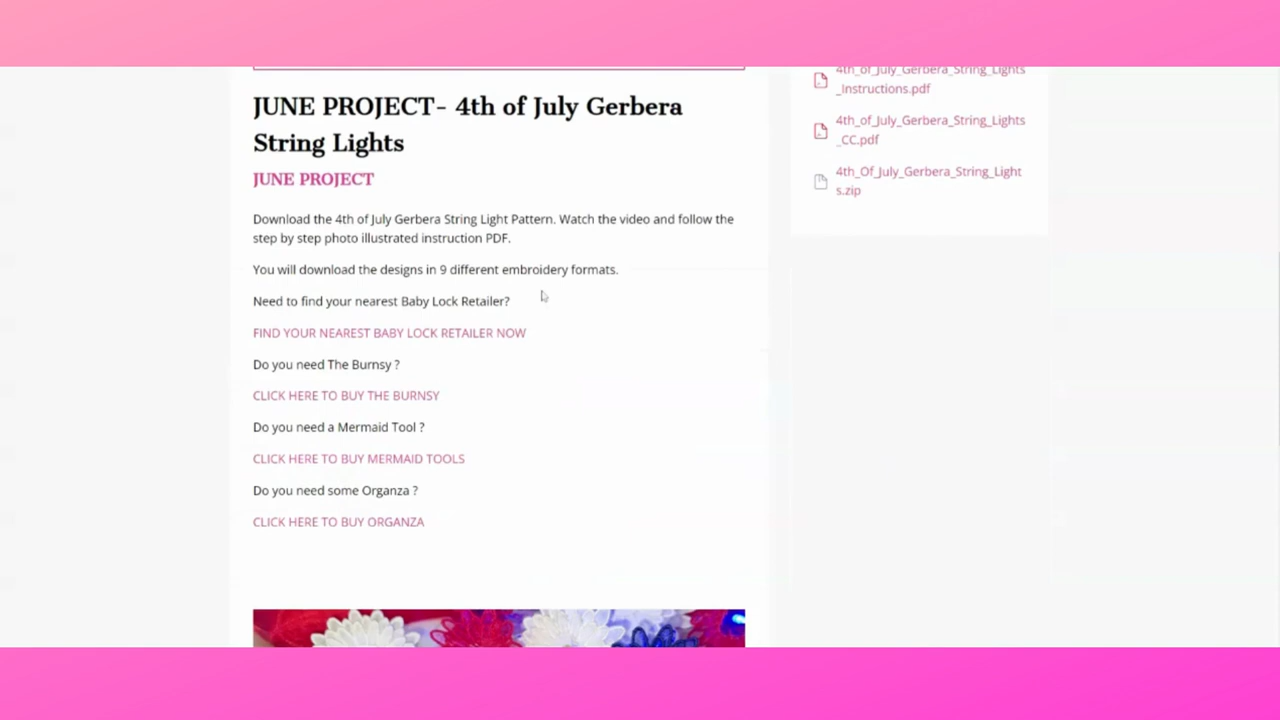 JUNE PROJECT- 4th of July Gerbera
String Lights
JUNE PROJECT
Download the 4th of July Gerbera String Light Pattern. Watch the video and follow the
step by step photo illustrated instruction PDF.
You will download the designs in 9 different embroidery formats.
Need to find your nearest Baby Lock Retailer?
FIND YOUR NEAREST BABY LOCK RETAILER NOW
Do you need The Burnsy ?
CLICK HERE TO BUY THE BURNSY
Do you need a Mermaid Tool ?
CLICK HERE TO BUY MERMAID TOOLS
Do you need some Organza ?
CLICK HERE TO BUY ORGANZA
4th_of_July_Gerbera_String_Lights
_Instructions.pdf
4th_of_July_Gerbera_String_Lights
_CC.pdf
4th_Of_July_Gerbera_String_Light
s.zip